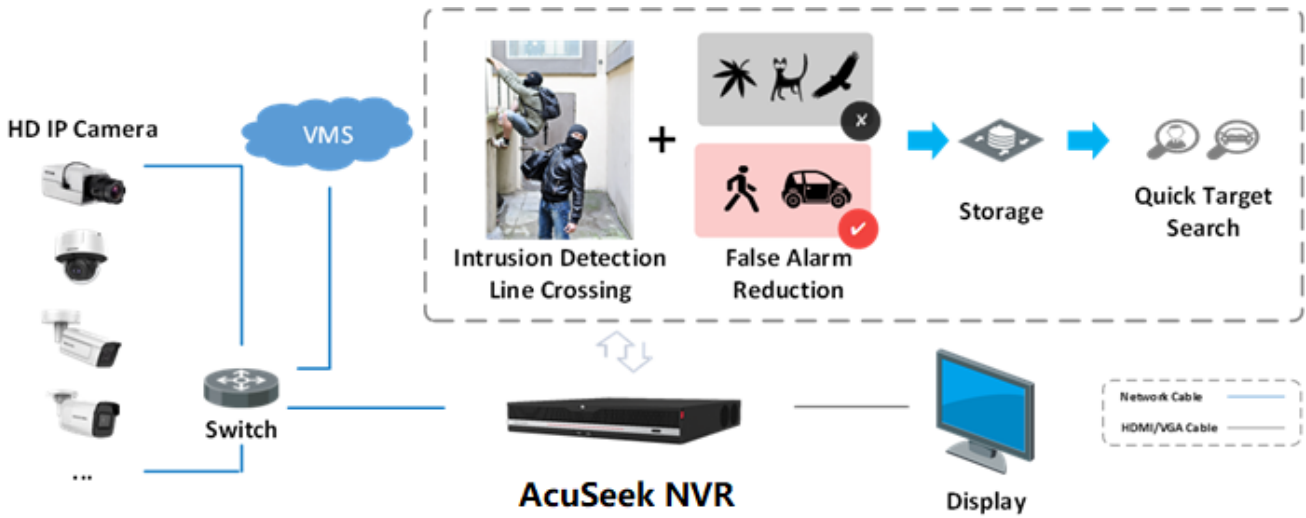 HD IP Camera
...
VMS
Switch
Intrusion Detection
Line Crossing
+
False Alarm
Reduction
Storage
Quick Target
Search
AcuSeek NVR
Display
Network Cable
HDMI/VGA Cable